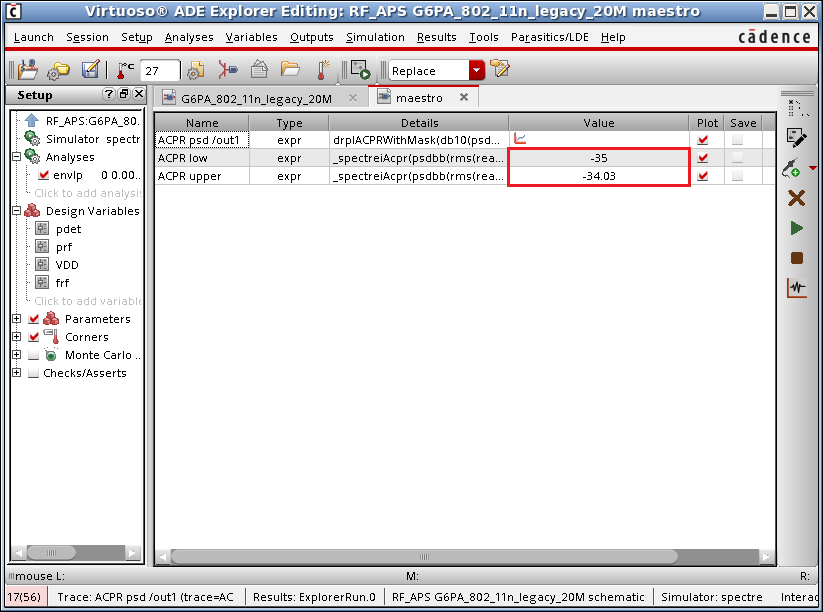 Virtuoso® ADE Explorer Editing: RF_APS G6PA_802_11n_legacy_20M maestro
Launch Session Setup Analyses Variables Outputs Simulation Results Tools Parasitics/LDE Help cādence
27 Replace
Setup ? G6PA_802_11n_legacy_20M maestro
RF_APS:G6PA_80..
Simulator spectr
Analyses
envlp 0 0.00..
Click to add analysis
Design Variables
pdet
prf
VDD
frf
Click to add variable
Parameters
Corners
Monte Carlo ..
Checks/Asserts
Name Type Details Value Plot Save
ACPR psd /out1 expr drplACPRWithMask(db10(psd...
ACPR low expr _spectreiAcpr(psdbb(rms(rea... -35
ACPR upper expr _spectreiAcpr(psdbb(rms(rea... -34.03
mouse L: M: R:
17(56) Trace: ACPR psd /out1 (trace=AC Results: ExplorerRun.0 RF_APS G6PA_802_11n_legacy_20M schematic Simulator: spectre Interac